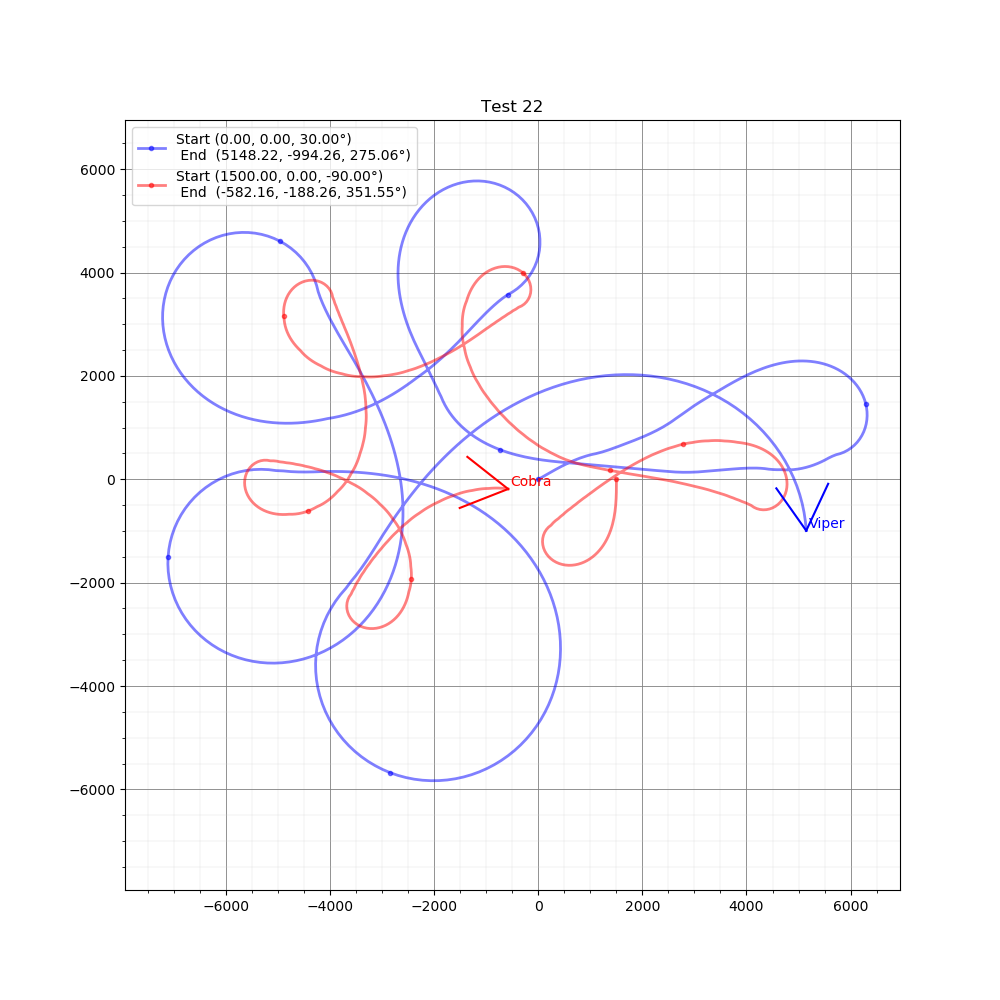 Test 22
Start (0.00, 0.00, 30.00°)
End (5148.22, -994.26, 275.06°)
Start (1500.00, 0.00, -90.00°)
End (-582.16, -188.26, 351.55°)
6000
4000
2000
0
−2000
−4000
−6000
Cobra
Viper
−6000 −4000 −2000 0 2000 4000 6000